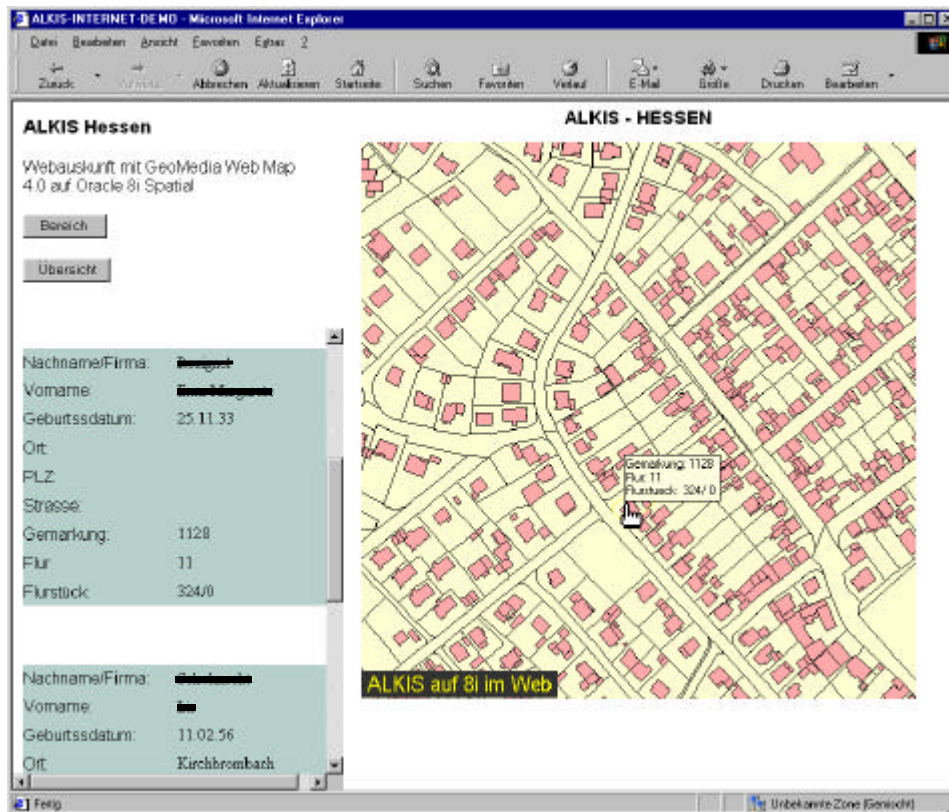 ALKIS-INTERNET-DEMO - Microsoft Internet Explorer
Datei Bearbeiten Ansicht Favoriten Extras ?
Zurück Abbrechen Aktualisieren Startseite Suchen Favoriten Verlauf E-Mail Größe Drucken Bearbeiten
ALKIS Hessen
Webauskunft mit GeoMedia Web Map
4.0 auf Oracle 8i Spatial
Bereich
Übersicht
Nachname/Firma:
Vorname:
Geburtssdatum: 25.11.33
Ort:
PLZ:
Strasse:
Gemarkung: 1128
Flur 11
Flurstück: 324/0
Nachname/Firma:
Vorname:
Geburtssdatum: 11.02.56
Ort: Kirchbrombach
ALKIS - HESSEN
Gemarkung: 1128
Flur: 11
Flurstueck: 324/ 0
ALKIS auf 8i im Web
Fertig
Unbekannte Zone (Gemischt)